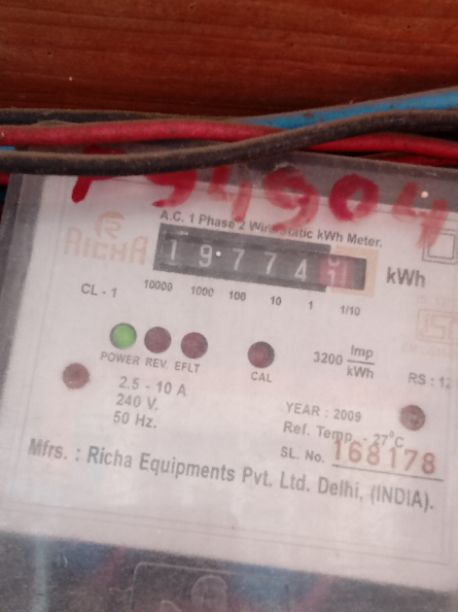 P94904
A.C. 1 Phase 2 Wire Static kWh Meter.
RICHA
19774
kWh
CL - 1
10000 1000 100 10 1 1/10
POWER REV EFLT
CAL
3200 Imp
kWh
2.5 - 10 A
RS : 12
240 V.
YEAR : 2009
50 Hz.
Ref. Temp. - 27°C
SL. No. 168178
Mfrs. : Richa Equipments Pvt. Ltd. Delhi, (INDIA).